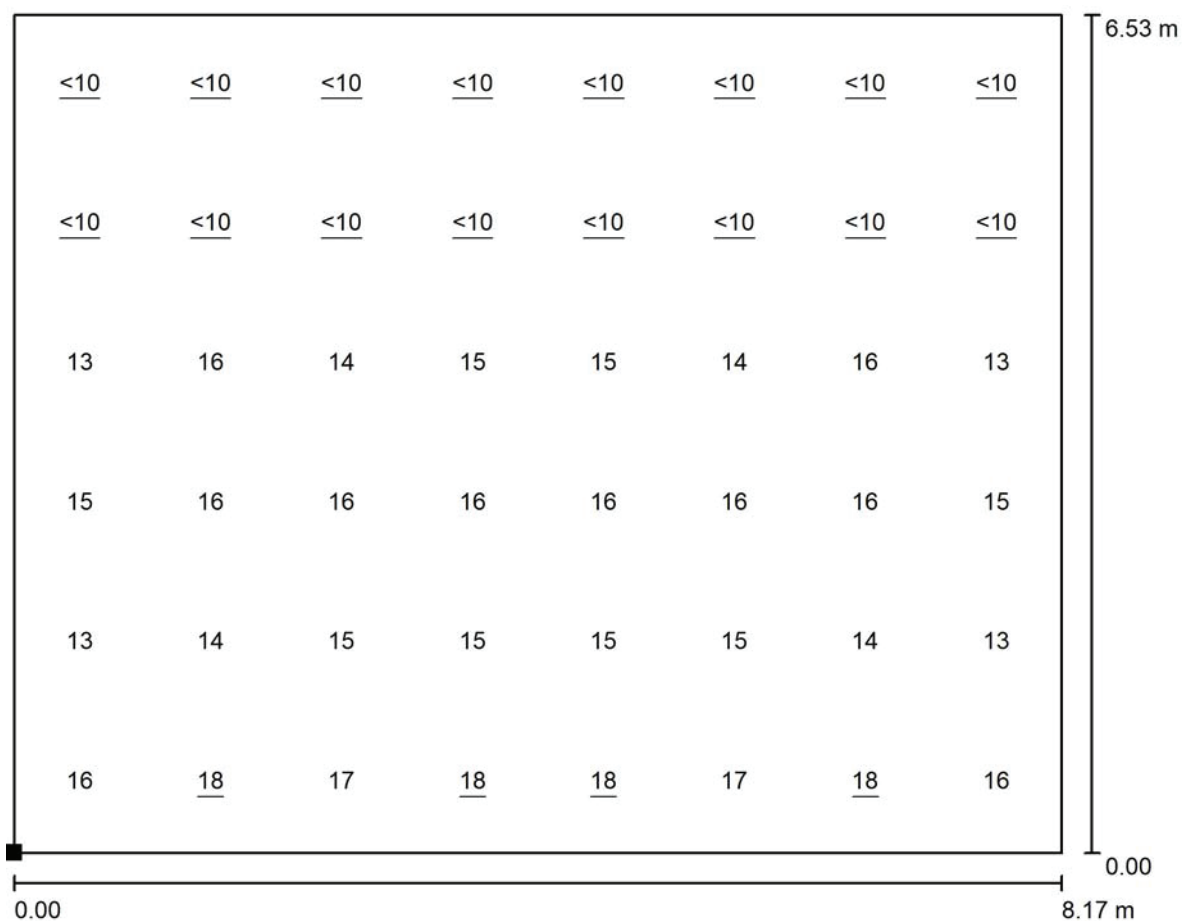 6.53 m
<10 <10 <10 <10 <10 <10 <10 <10
<10 <10 <10 <10 <10 <10 <10 <10
13 16 14 15 15 14 16 13
15 16 16 16 16 16 16 15
13 14 15 15 15 15 14 13
16 18 17 18 18 17 18 16
0.00
0.00 8.17 m